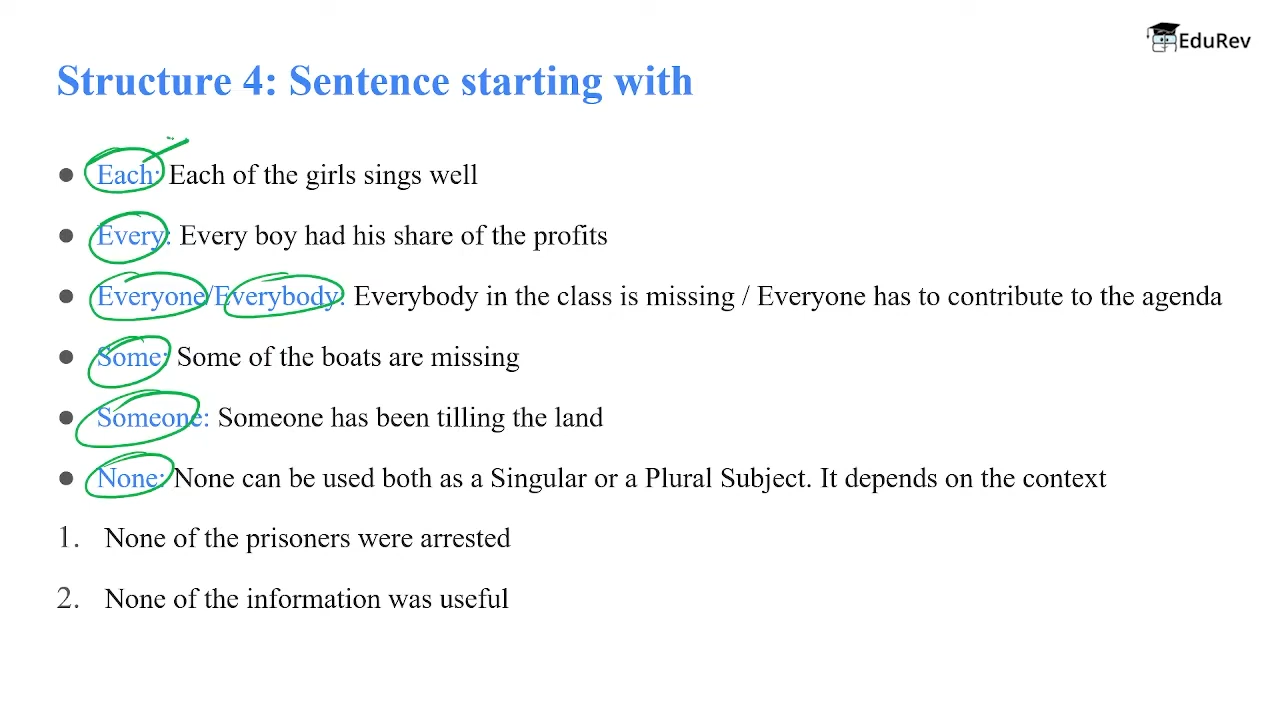 EduRev
Structure 4: Sentence starting with
● Each: Each of the girls sings well
● Every: Every boy had his share of the profits
● Everyone/Everybody: Everybody in the class is missing / Everyone has to contribute to the agenda
● Some: Some of the boats are missing
● Someone: Someone has been tilling the land
● None: None can be used both as a Singular or a Plural Subject. It depends on the context
1. None of the prisoners were arrested
2. None of the information was useful